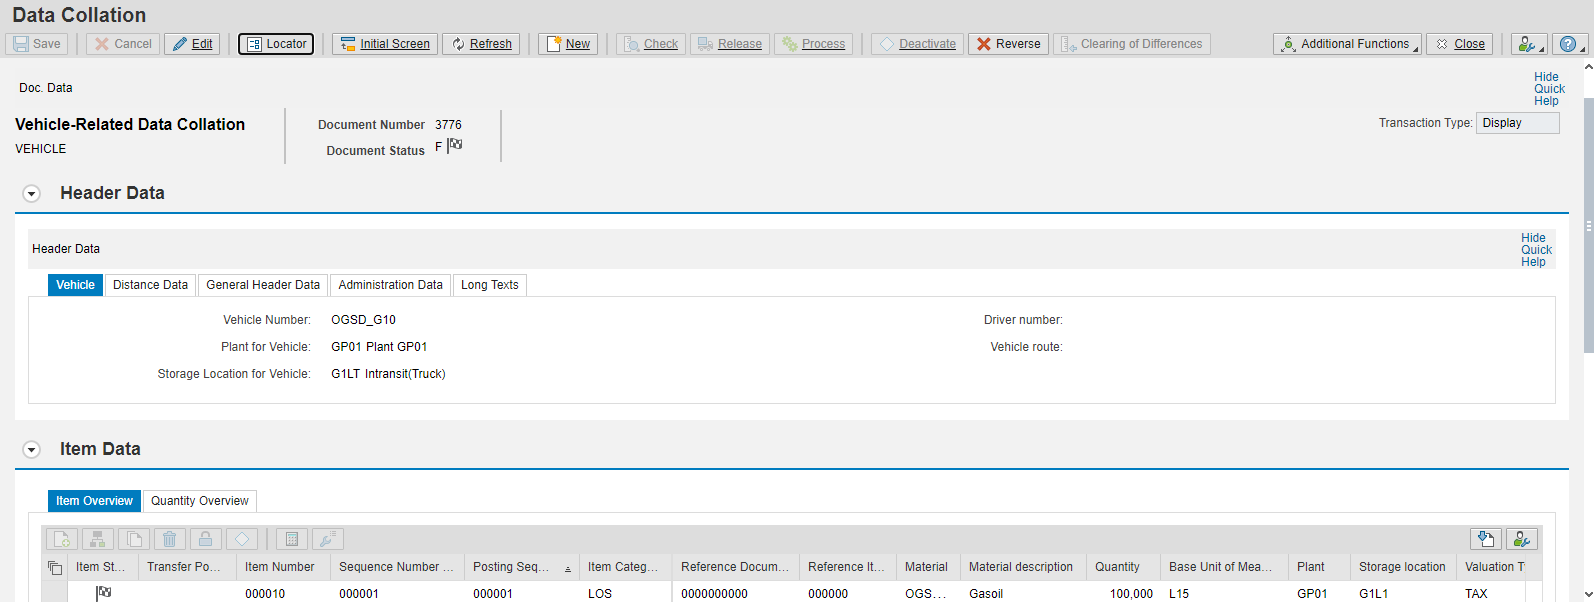 Data Collation
Save Cancel Edit Locator Initial Screen Refresh New Check Release Process Deactivate Reverse Clearing of Differences Additional Functions Close
Doc. Data
Hide
Quick
Help
Vehicle-Related Data Collation
VEHICLE
Document Number 3776
Document Status F
Transaction Type: Display
Header Data
Header Data
Hide
Quick
Help
Vehicle Distance Data General Header Data Administration Data Long Texts
Vehicle Number: OGSD_G10 Driver number:
Plant for Vehicle: GP01 Plant GP01 Vehicle route:
Storage Location for Vehicle: G1LT Intransit(Truck)
Item Data
Item Overview Quantity Overview
Item St... Transfer Po... Item Number Sequence Number ... Posting Seq... Item Categ... Reference Docum... Reference It... Material Material description Quantity Base Unit of Mea... Plant Storage location Valuation T
000010 000001 000001 LOS 0000000000 000000 OGS... Gasoil 100,000 L15 GP01 G1L1 TAX